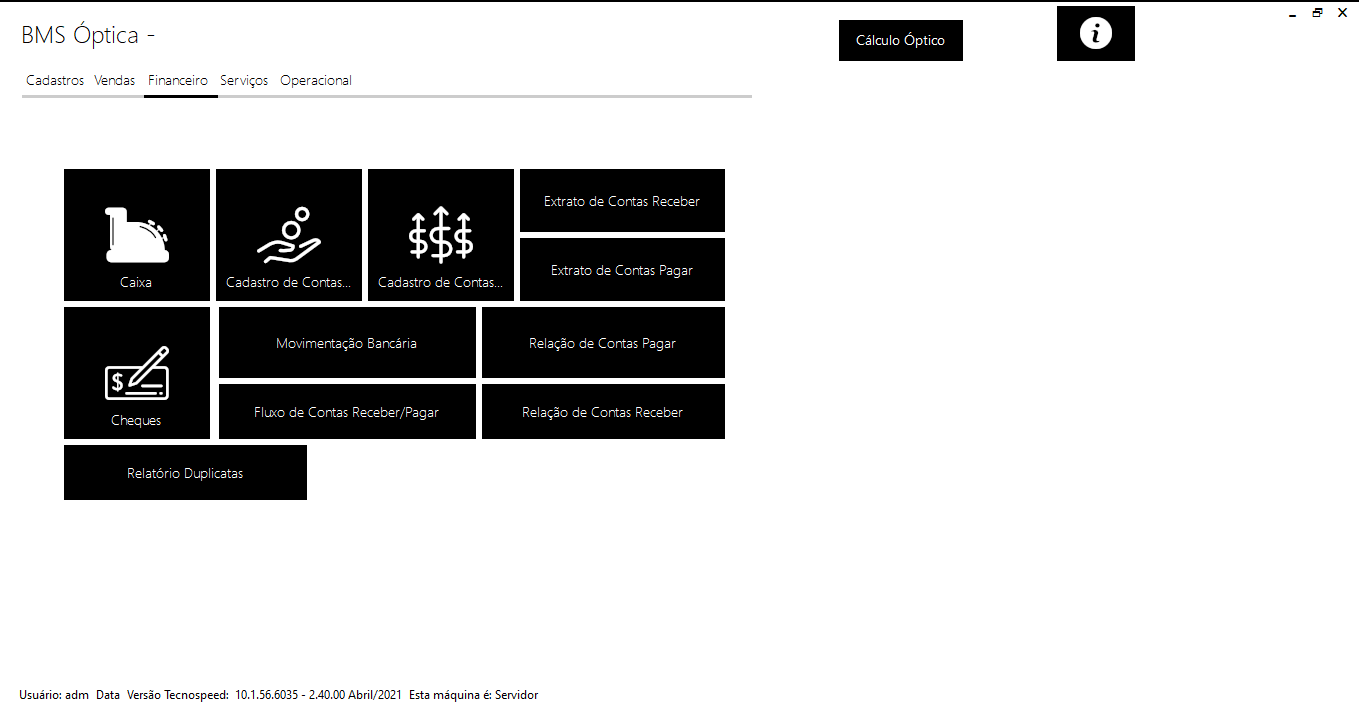 BMS Óptica -
Cálculo Óptico
i
Cadastros Vendas Financeiro Serviços Operacional
Caixa
Cadastro de Contas...
Cadastro de Contas...
Extrato de Contas Receber
Extrato de Contas Pagar
$
Cheques
Movimentação Bancária
Relação de Contas Pagar
Fluxo de Contas Receber/Pagar
Relação de Contas Receber
Relatório Duplicatas
Usuário: adm Data Versão Tecnospeed: 10.1.56.6035 - 2.40.00 Abril/2021 Esta máquina é: Servidor